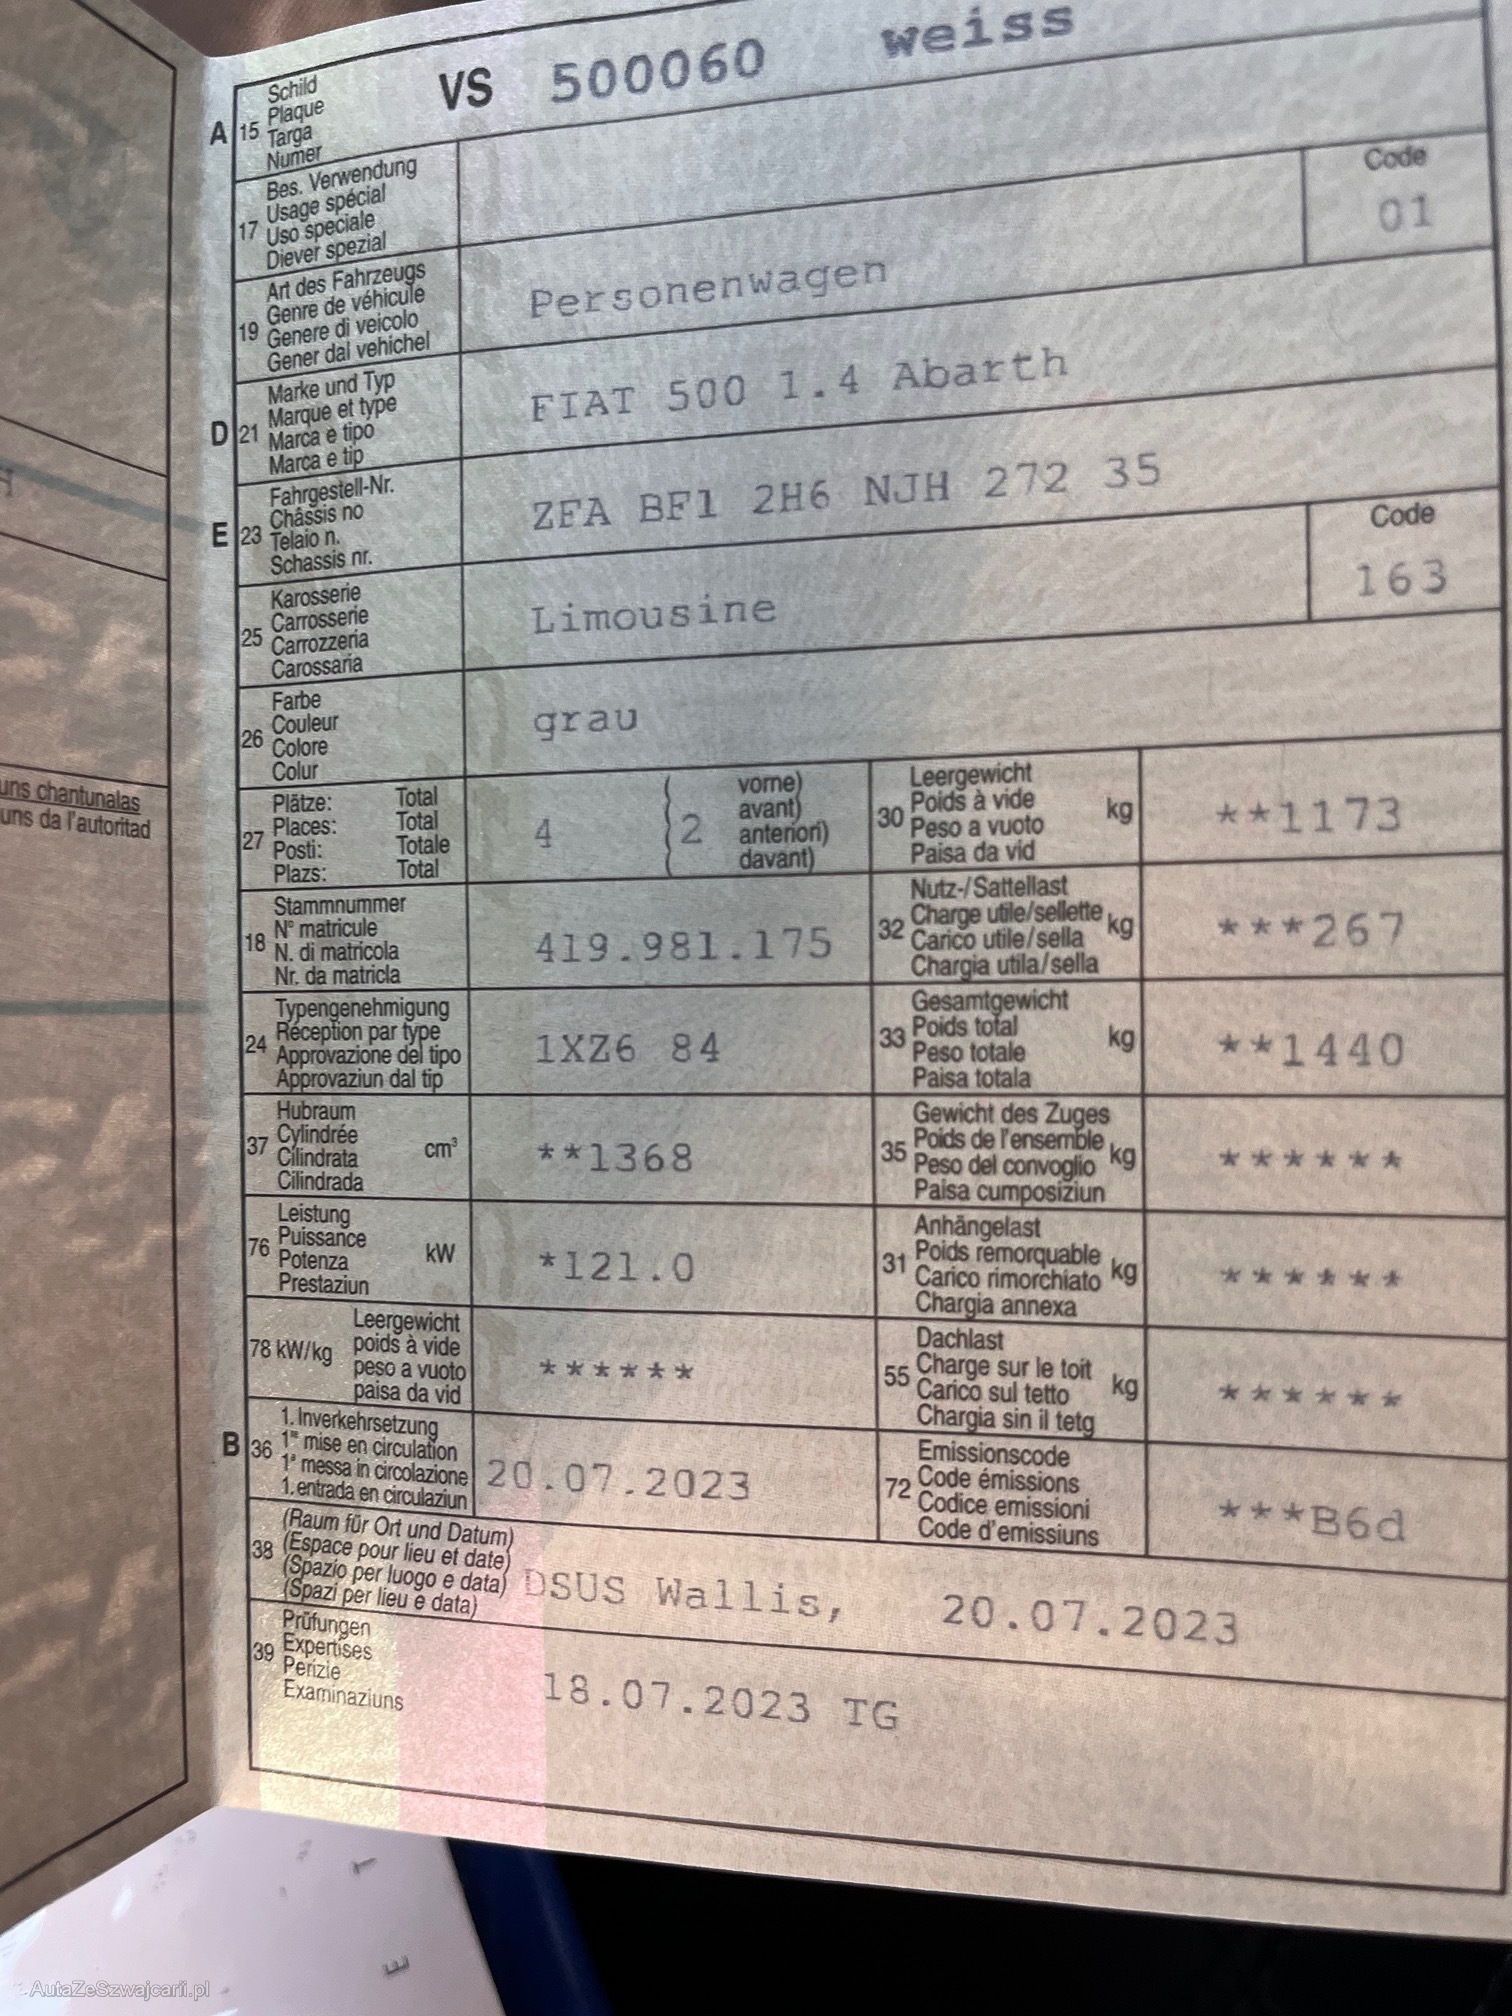 A 15 Schild
Plaque
Targa
Numer
VS 500060 weiss
17 Bes. Verwendung
Usage spécial
Uso speciale
Diever spezial
19 Art des Fahrzeugs
Genre de véhicule
Genere di veicolo
Gener dal vehichel
Personenwagen
Code
01
D 21 Marke und Typ
Marque et type
Marca e tipo
Marca e tip
FIAT 500 1.4 Abarth
E 23 Fahrgestell-Nr.
Châssis no
Telaio n.
Schassis nr.
ZFA BF1 2H6 NJH 272 35
25 Karosserie
Carrosserie
Carrozzeria
Carossaria
Limousine
Code
163
26 Farbe
Couleur
Colore
Colur
grau
27 Plätze: Total
Places: Total
Posti: Totale
Plazs: Total
4 { 2 vorne)
avant)
anteriori)
davant)
30 Leergewicht
Poids à vide
Peso a vuoto
Paisa da vid
kg
**1173
18 Stammnummer
N° matricule
N. di matricola
Nr. da matricla
419.981.175
32 Nutz-/Sattellast
Charge utile/sellette
Carico utile/sella
Chargia utila/sella
kg
***267
24 Typengenehmigung
Réception par type
Approvazione del tipo
Approvaziun dal tip
1XZ6 84
33 Gesamtgewicht
Poids total
Peso totale
Paisa totala
kg
**1440
37 Hubraum
Cylindrée
Cilindrata
Cilindrada
cm³
**1368
35 Gewicht des Zuges
Poids de l'ensemble
Peso del convoglio
Paisa cumposiziun
kg
******
76 Leistung
Puissance
Potenza
Prestaziun
kW
*121.0
31 Anhängelast
Poids remorquable
Carico rimorchiato
Chargia annexa
kg
******
78 kW/kg Leergewicht
poids à vide
peso a vuoto
paisa da vid
******
55 Dachlast
Charge sur le toit
Carico sul tetto
Chargia sin il tetg
kg
******
B 36 1. Inverkehrsetzung
1re mise en circulation
1a messa in circolazione
1. entrada en circulaziun
20.07.2023
72 Emissionscode
Code émissions
Codice emissioni
Code d'emissiuns
***B6d
38 (Raum für Ort und Datum)
(Espace pour lieu et date)
(Spazio per luogo e data)
(Spazi per lieu e data)
DSUS Wallis, 20.07.2023
39 Prüfungen
Expertises
Perizie
Examinaziuns
18.07.2023 TG
uns chantunalas
uns da l'autoritad
AutaZeSzwajcarii.pl